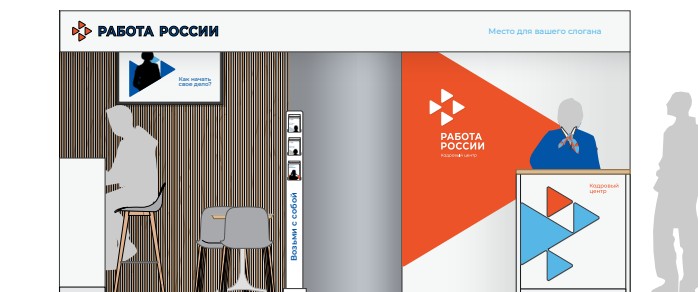 РАБОТА РОССИИ
Место для вашего слогана
Как начать
свое дело?
РАБОТА
РОССИИ
Кадровый центр
Возьми с собой
Кадровый
центр